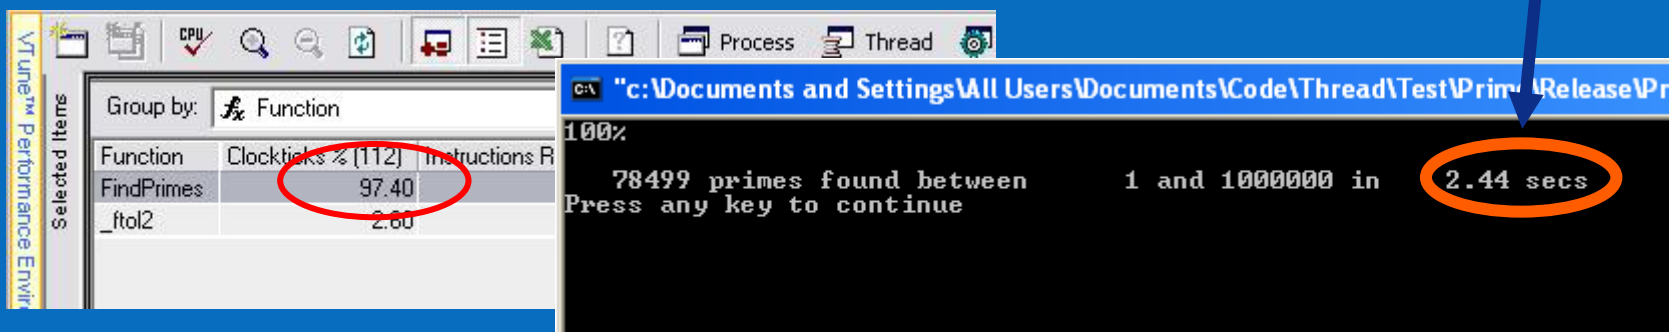 VTune™ Performance Envir
Selected Items
CPU
Process Thread
Group by: fx Function
Function Clockticks % (112) Instructions R
FindPrimes 97.40
_ftol2 2.60
"c:\Documents and Settings\All Users\Documents\Code\Thread\Test\Prime\Release\Pr
100%
78499 primes found between 1 and 1000000 in 2.44 secs
Press any key to continue